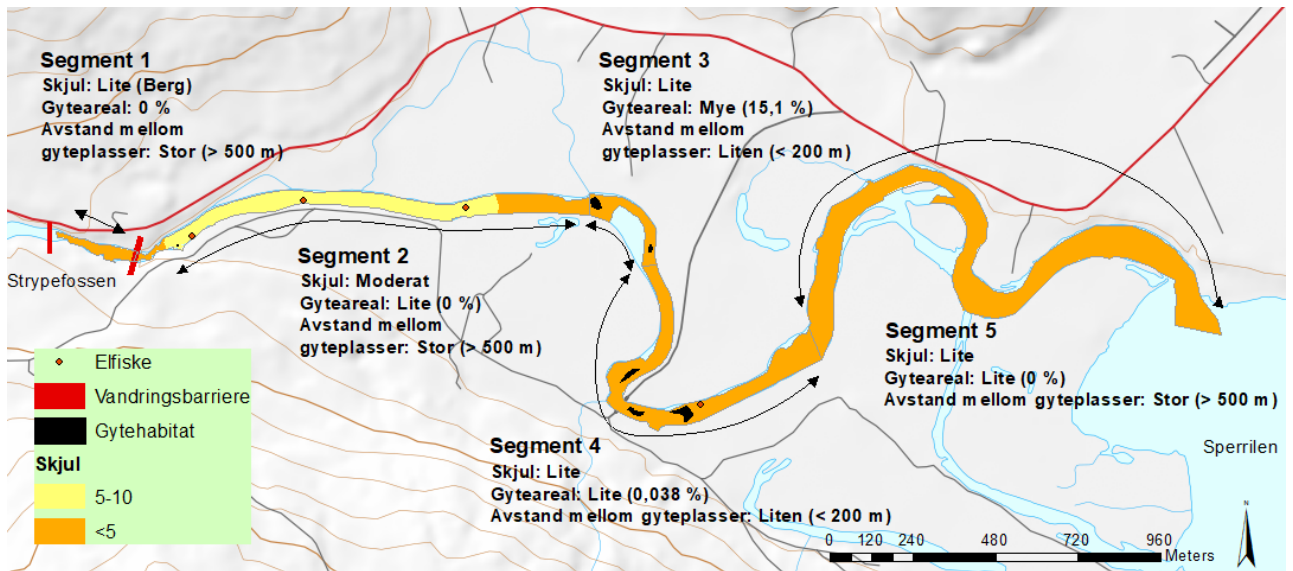 Segment 1
Skjul: Lite (Berg)
Gyteareal: 0 %
Avstand mellom
gyteplasser: Stor (> 500 m)
Segment 3
Skjul: Lite
Gyteareal: Mye (15,1 %)
Avstand mellom
gyteplasser: Liten (< 200 m)
Strypefossen
Segment 2
Skjul: Moderat
Gyteareal: Lite (0 %)
Avstand mellom
gyteplasser: Stor (> 500 m)
Segment 5
Skjul: Lite
Gyteareal: Lite (0 %)
Avstand mellom gyteplasser: Stor (> 500 m)
Sperrilen
Segment 4
Skjul: Lite
Gyteareal: Lite (0,038 %)
Avstand mellom gyteplasser: Liten (< 200 m)
Elfiske
Vandringsbarriere
Gytehabitat
Skjul
5-10
<5
0 120 240 480 720 960
Meters
N